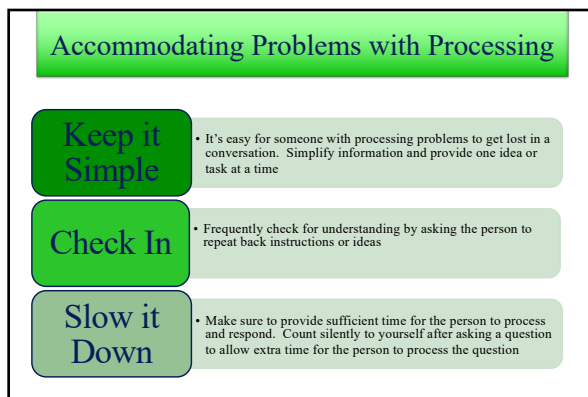 Accommodating Problems with Processing
Keep it
Simple
• It’s easy for someone with processing problems to get lost in a
conversation.  Simplify information and provide one idea or
task at a time
Check In
• Frequently check for understanding by asking the person to
repeat back instructions or ideas
Slow it
Down
• Make sure to provide sufficient time for the person to process
and respond.  Count silently to yourself after asking a question
to allow extra time for the person to process the question